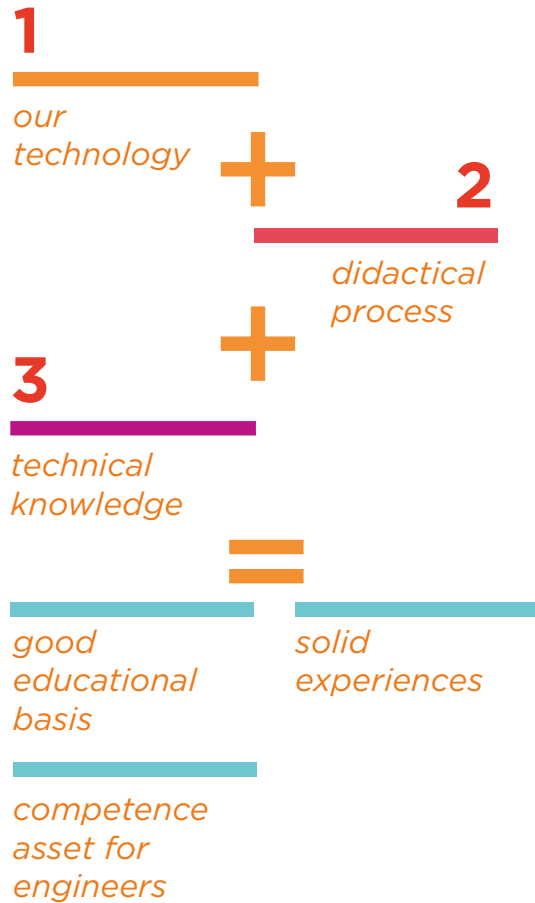 1
our
technology
+
2
didactical
process
+
3
technical
knowledge
=
good
educational
basis
solid
experiences
competence
asset for
engineers